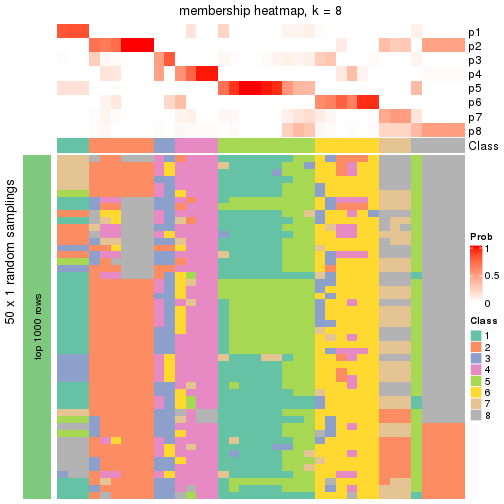 membership heatmap, k = 8
p1
p2
p3
p4
p5
p6
p7
p8
Class
50 x 1 random samplings
top 1000 rows
Prob
1
0.5
0
Class
1
2
3
4
5
6
7
8